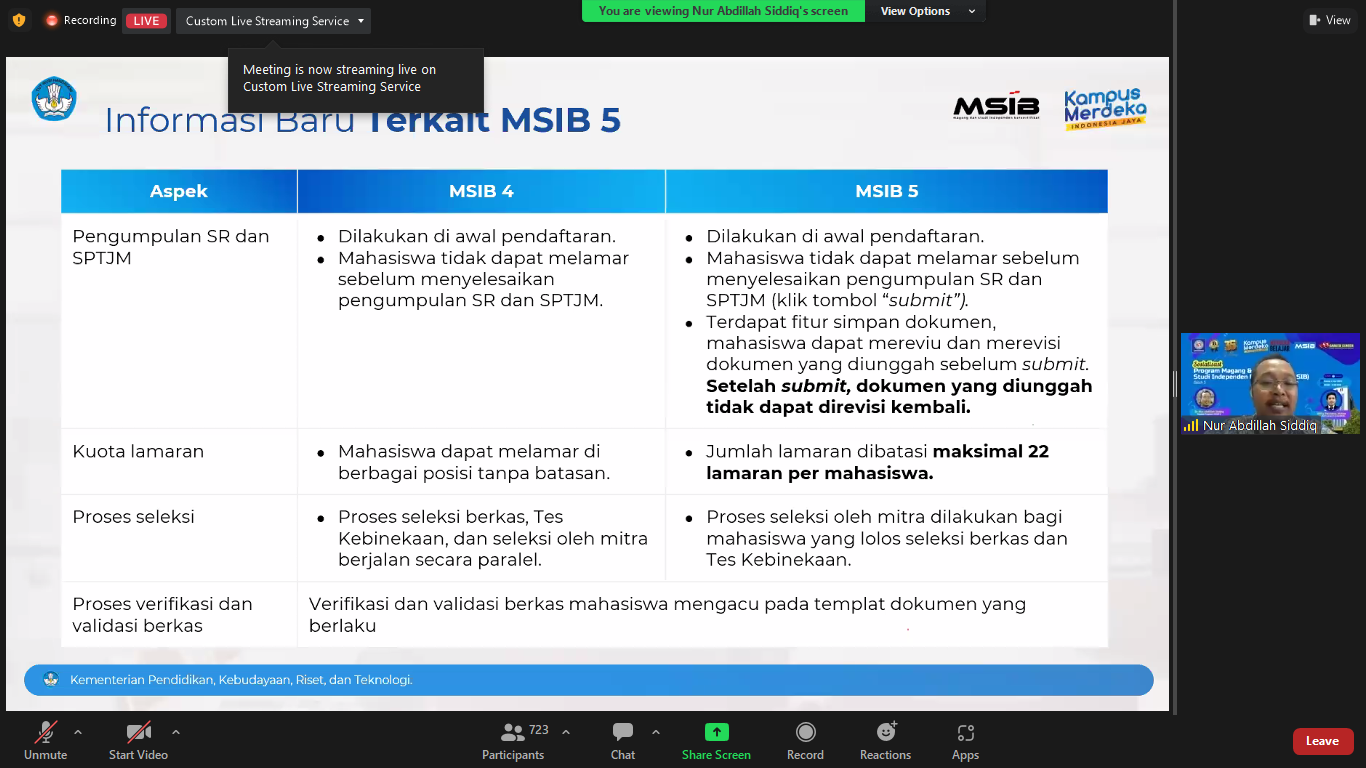 Recording
LIVE
Custom Live Streaming Service
You are viewing Nur Abdillah Siddiq's screen
View Options
View
Meeting is now streaming live on
Custom Live Streaming Service
Informasi Baru Terkait MSIB 5
MSIB
Kampus
Merdeka
INDONESIA JAYA
Aspek
MSIB 4
MSIB 5
Pengumpulan SR dan
SPTJM
● Dilakukan di awal pendaftaran.
● Mahasiswa tidak dapat melamar
sebelum menyelesaikan
pengumpulan SR dan SPTJM.
● Dilakukan di awal pendaftaran.
● Mahasiswa tidak dapat melamar sebelum
menyelesaikan pengumpulan SR dan
SPTJM (klik tombol “submit”).
● Terdapat fitur simpan dokumen,
mahasiswa dapat mereviu dan merevisi
dokumen yang diunggah sebelum submit.
Setelah submit, dokumen yang diunggah
tidak dapat direvisi kembali.
Kuota lamaran
● Mahasiswa dapat melamar di
berbagai posisi tanpa batasan.
● Jumlah lamaran dibatasi maksimal 22
lamaran per mahasiswa.
Proses seleksi
● Proses seleksi berkas, Tes
Kebinekaan, dan seleksi oleh mitra
berjalan secara paralel.
● Proses seleksi oleh mitra dilakukan bagi
mahasiswa yang lolos seleksi berkas dan
Tes Kebinekaan.
Proses verifikasi dan
validasi berkas
Verifikasi dan validasi berkas mahasiswa mengacu pada templat dokumen yang
berlaku
Kementerian Pendidikan, Kebudayaan, Riset, dan Teknologi.
Kampus
Merdeka
MSIB
Program Magang &
Studi Independen
Nur Abdillah Siddiq
Unmute
Start Video
Participants
723
Chat
Share Screen
Record
Reactions
Apps
Leave